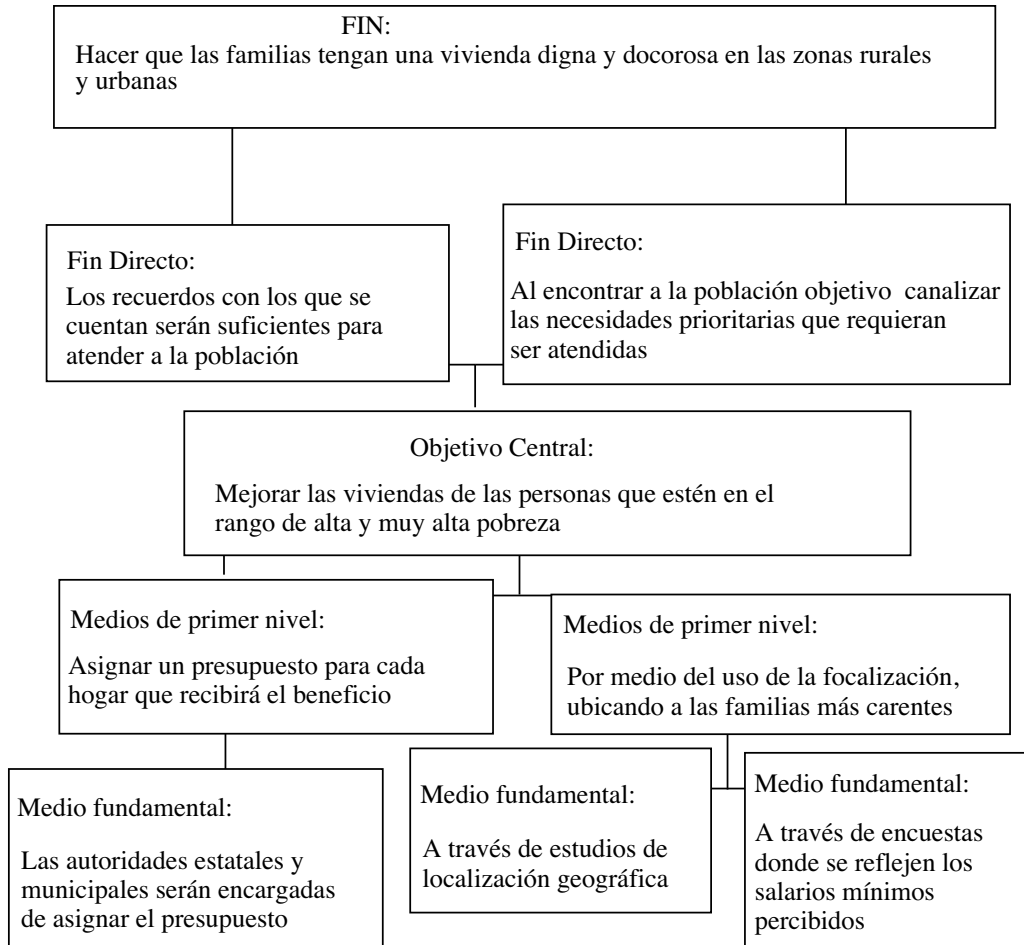 FIN:
Hacer que las familias tengan una vivienda digna y docorosa en las zonas rurales
y urbanas
Fin Directo:
Los recuerdos con los que se
cuentan serán suficientes para
atender a la población
Fin Directo:
Al encontrar a la población objetivo canalizar
las necesidades prioritarias que requieran
ser atendidas
Objetivo Central:
Mejorar las viviendas de las personas que estén en el
rango de alta y muy alta pobreza
Medios de primer nivel:
Asignar un presupuesto para cada
hogar que recibirá el beneficio
Medios de primer nivel:
Por medio del uso de la focalización,
ubicando a las familias más carentes
Medio fundamental:
Las autoridades estatales y
municipales serán encargadas
de asignar el presupuesto
Medio fundamental:
A través de estudios de
localización geográfica
Medio fundamental:
A través de encuestas
donde se reflejen los
salarios mínimos
percibidos